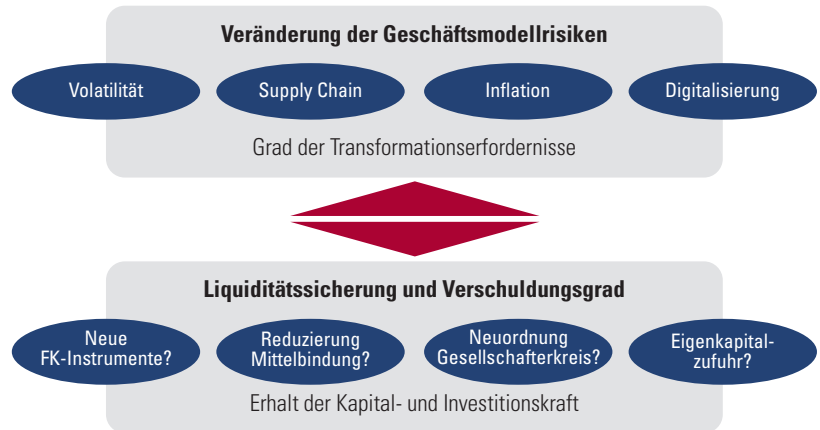 Veränderung der Geschäftsmodellrisiken
Volatilität
Supply Chain
Inflation
Digitalisierung
Grad der Transformationserfordernisse
Liquiditätssicherung und Verschuldungsgrad
Neue
FK-Instrumente?
Reduzierung
Mittelbindung?
Neuordnung
Gesellschafterkreis?
Eigenkapital-
zufuhr?
Erhalt der Kapital- und Investitionskraft